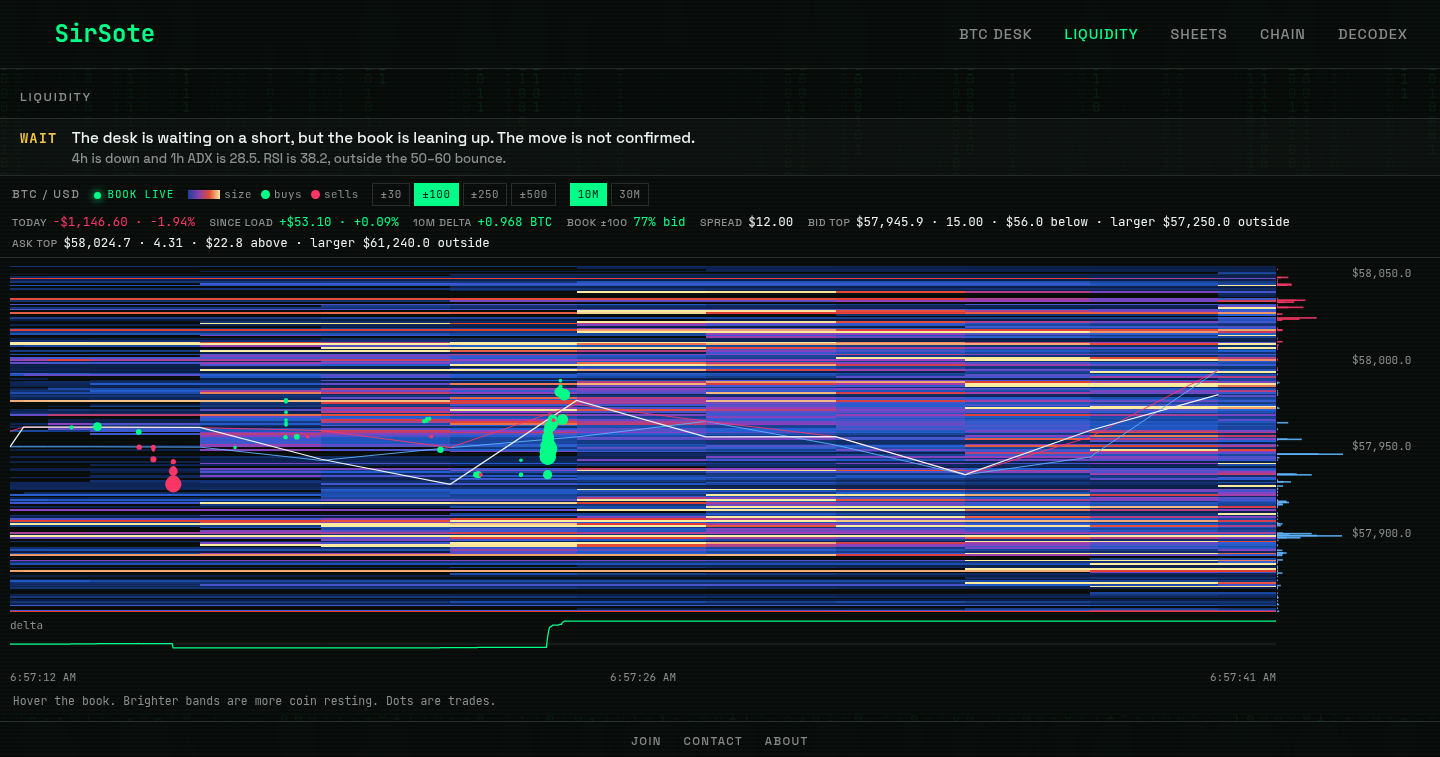 SirSote
BTC DESK LIQUIDITY SHEETS CHAIN DECODEX
LIQUIDITY
WAIT The desk is waiting on a short, but the book is leaning up. The move is not confirmed.
4h is down and 1h ADX is 28.5. RSI is 38.2, outside the 50–60 bounce.
BTC / USD BOOK LIVE size buys sells ±30 ±100 ±250 ±500 10M 30M
TODAY -$1,146.60 · -1.94% SINCE LOAD +$53.10 · +0.09% 10M DELTA +0.968 BTC BOOK ±100 77% bid SPREAD $12.00 BID TOP $57,945.9 · 15.00 · $56.0 below · larger $57,250.0 outside
ASK TOP $58,024.7 · 4.31 · $22.8 above · larger $61,240.0 outside
$58,050.0
$58,000.0
$57,950.0
$57,900.0
delta
6:57:12 AM 6:57:26 AM 6:57:41 AM
Hover the book. Brighter bands are more coin resting. Dots are trades.
JOIN CONTACT ABOUT